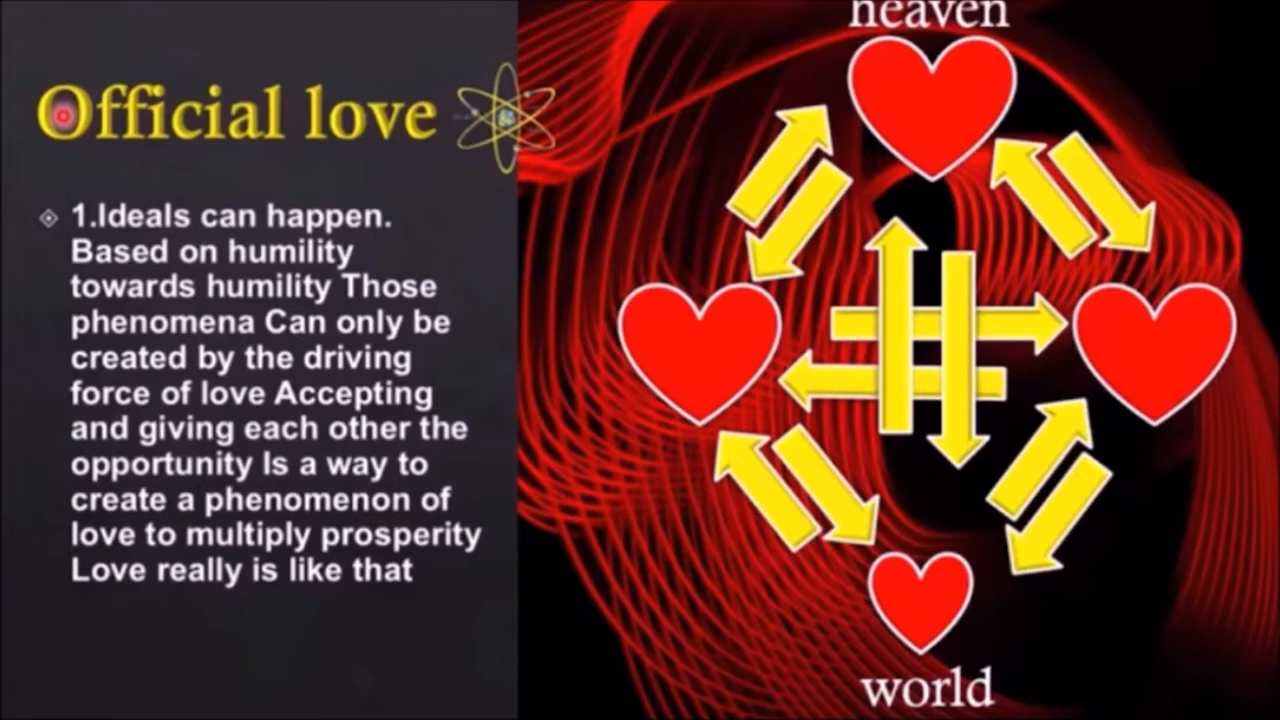 heaven
Official love
1.Ideals can happen.
Based on humility
towards humility Those
phenomena Can only be
created by the driving
force of love Accepting
and giving each other the
opportunity Is a way to
create a phenomenon of
love to multiply prosperity
Love really is like that
world